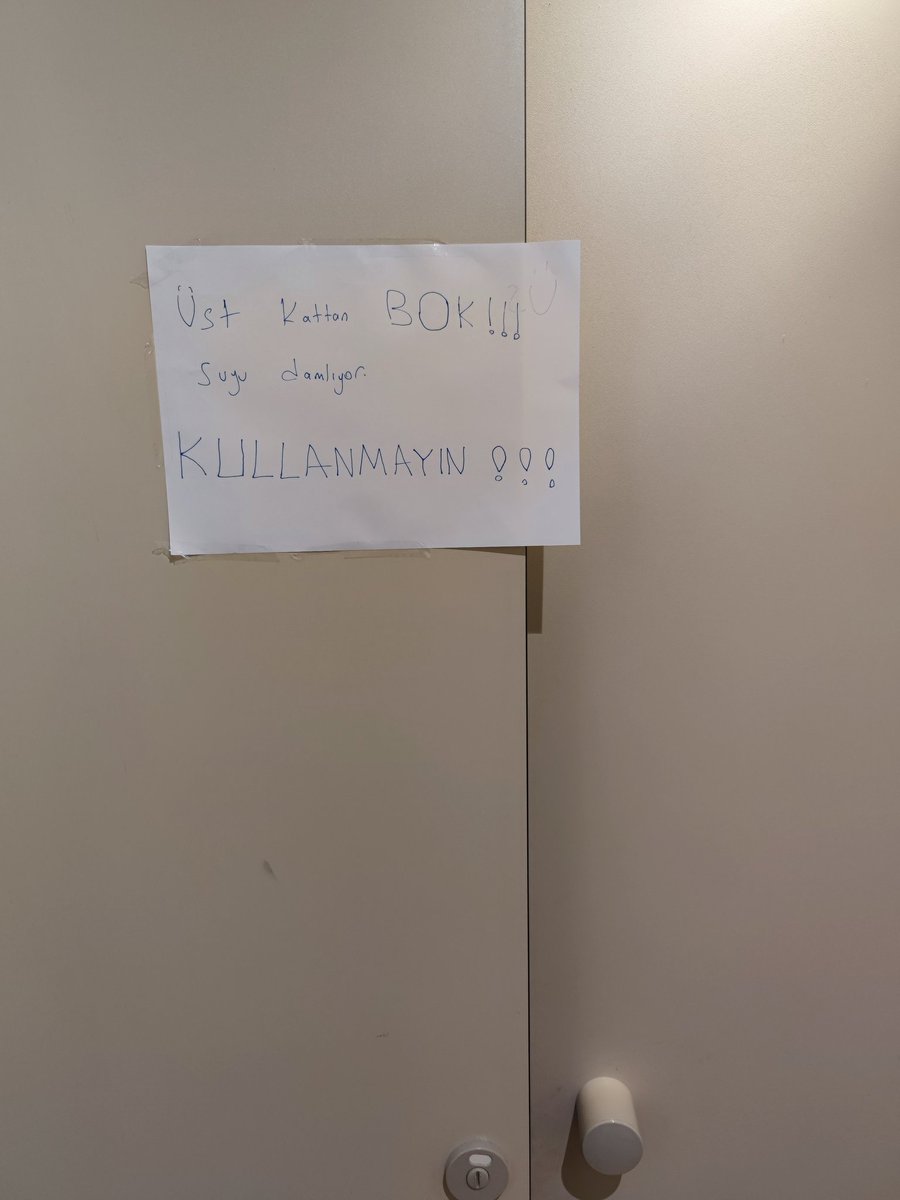 Üst Kattan BOK!!!
Suyu damlıyor.
KULLANMAYIN !!!